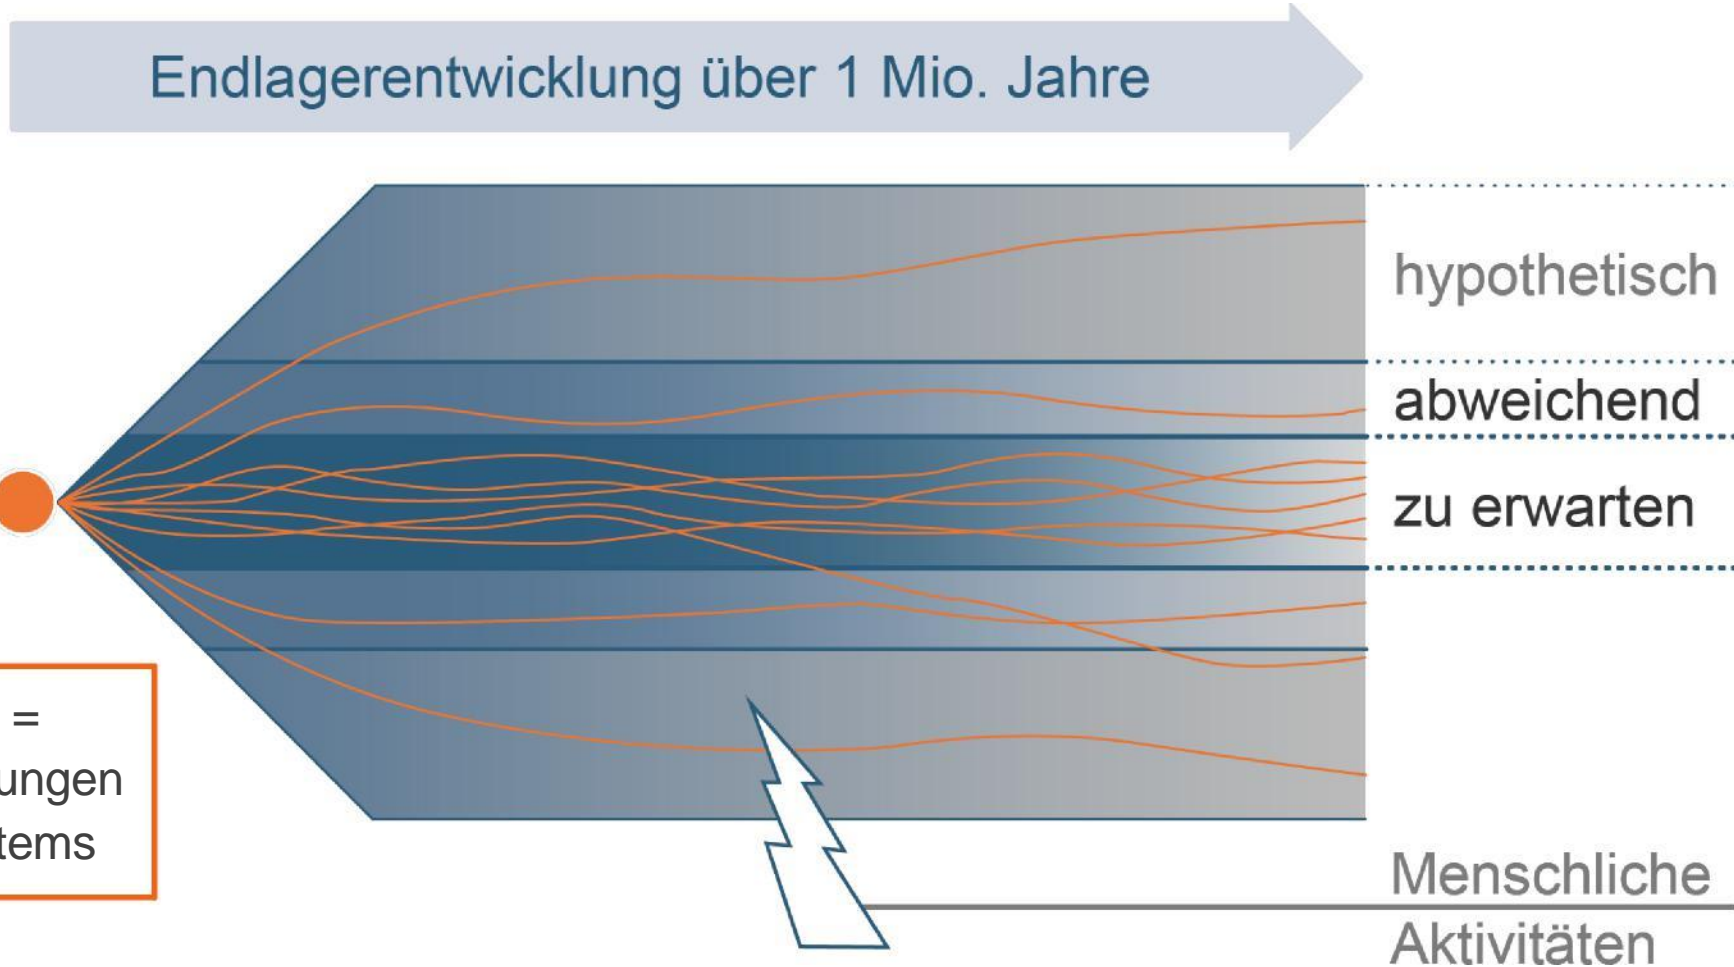 Endlagerentwicklung über 1 Mio. Jahre
hypothetisch
abweichend
zu erwarten
=
ungen
tems
Menschliche
Aktivitäten